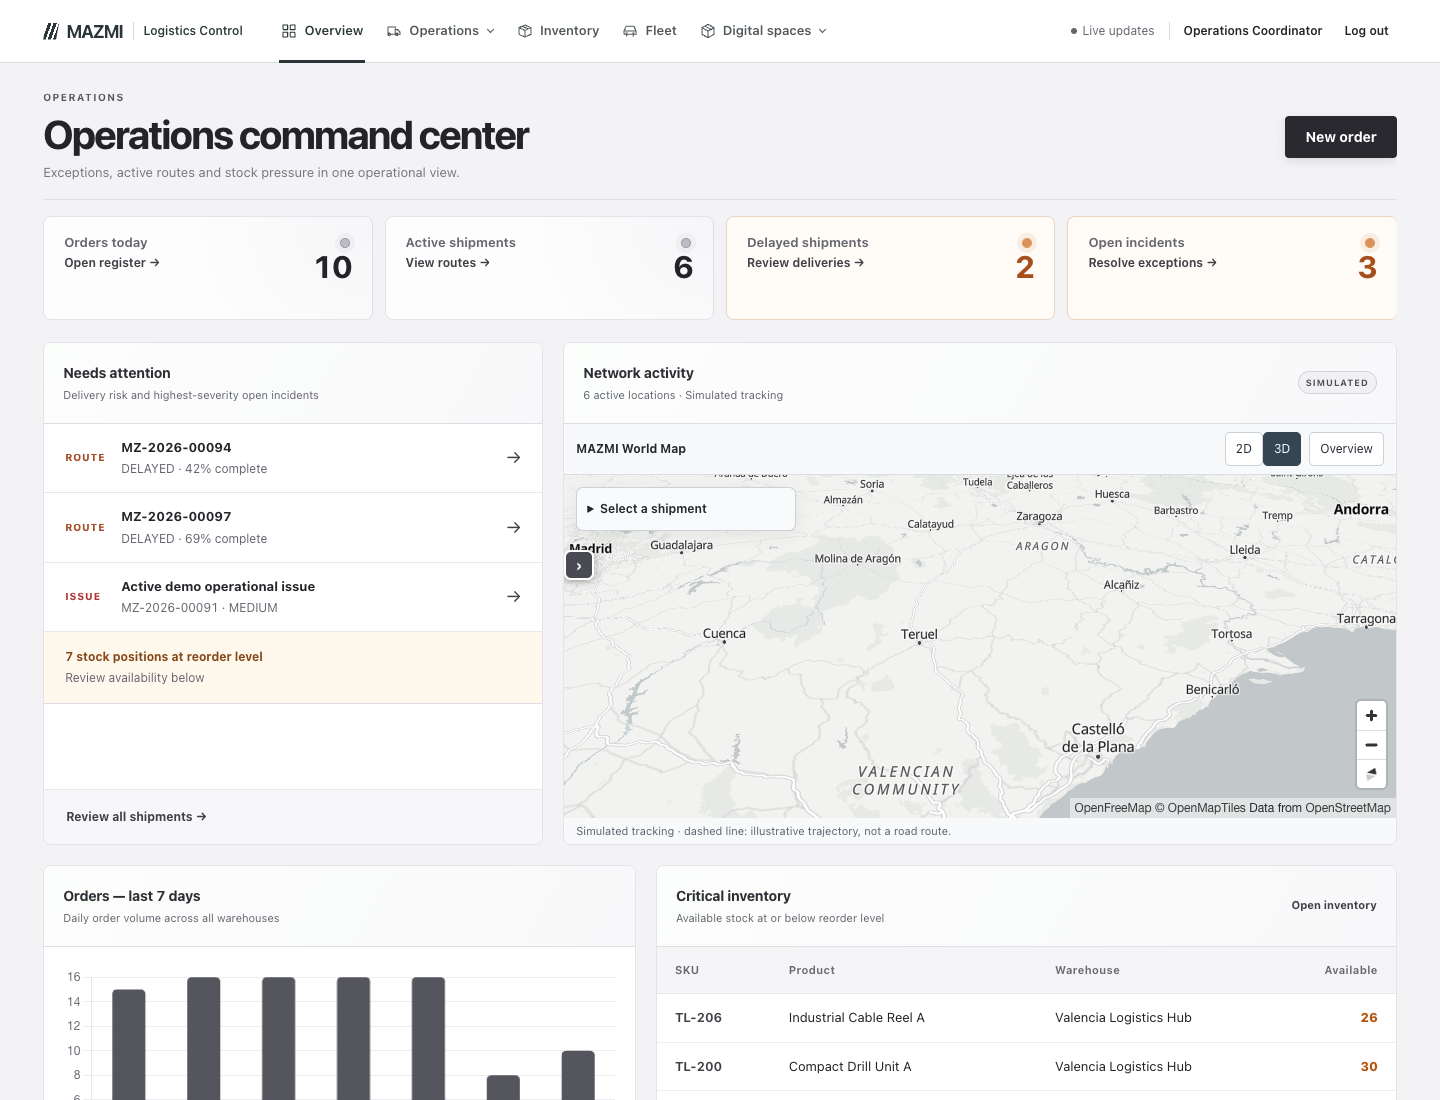 MAZMI
Logistics Control
Overview
Operations
Inventory
Fleet
Digital spaces
Live updates
Operations Coordinator
Log out
OPERATIONS
Operations command center
Exceptions, active routes and stock pressure in one operational view.
New order
Orders today
Open register →
10
Active shipments
View routes →
6
Delayed shipments
Review deliveries →
2
Open incidents
Resolve exceptions →
3
Needs attention
Delivery risk and highest-severity open incidents
ROUTE
MZ-2026-00094
DELAYED · 42% complete
ROUTE
MZ-2026-00097
DELAYED · 69% complete
ISSUE
Active demo operational issue
MZ-2026-00091 · MEDIUM
7 stock positions at reorder level
Review availability below
Review all shipments →
Network activity
6 active locations · Simulated tracking
SIMULATED
MAZMI World Map
2D
3D
Overview
Select a shipment
Soria
Tudela
Caballeros
Huesca
Almazán
Calatayud
Zaragoza
Barbastro
Tremp
Andorra
Madrid
Guadalajara
Molina de Aragón
ARAGON
Lleida
Alcañiz
Cuenca
Teruel
Tortosa
Tarragona
Benicarló
Castelló
de la Plana
VALENCIAN
COMMUNITY
OpenFreeMap © OpenMapTiles Data from OpenStreetMap
Simulated tracking · dashed line: illustrative trajectory, not a road route.
Orders — last 7 days
Daily order volume across all warehouses
16
14
12
10
8
6
Critical inventory
Available stock at or below reorder level
Open inventory
SKU
Product
Warehouse
Available
TL-206
Industrial Cable Reel A
Valencia Logistics Hub
26
TL-200
Compact Drill Unit A
Valencia Logistics Hub
30